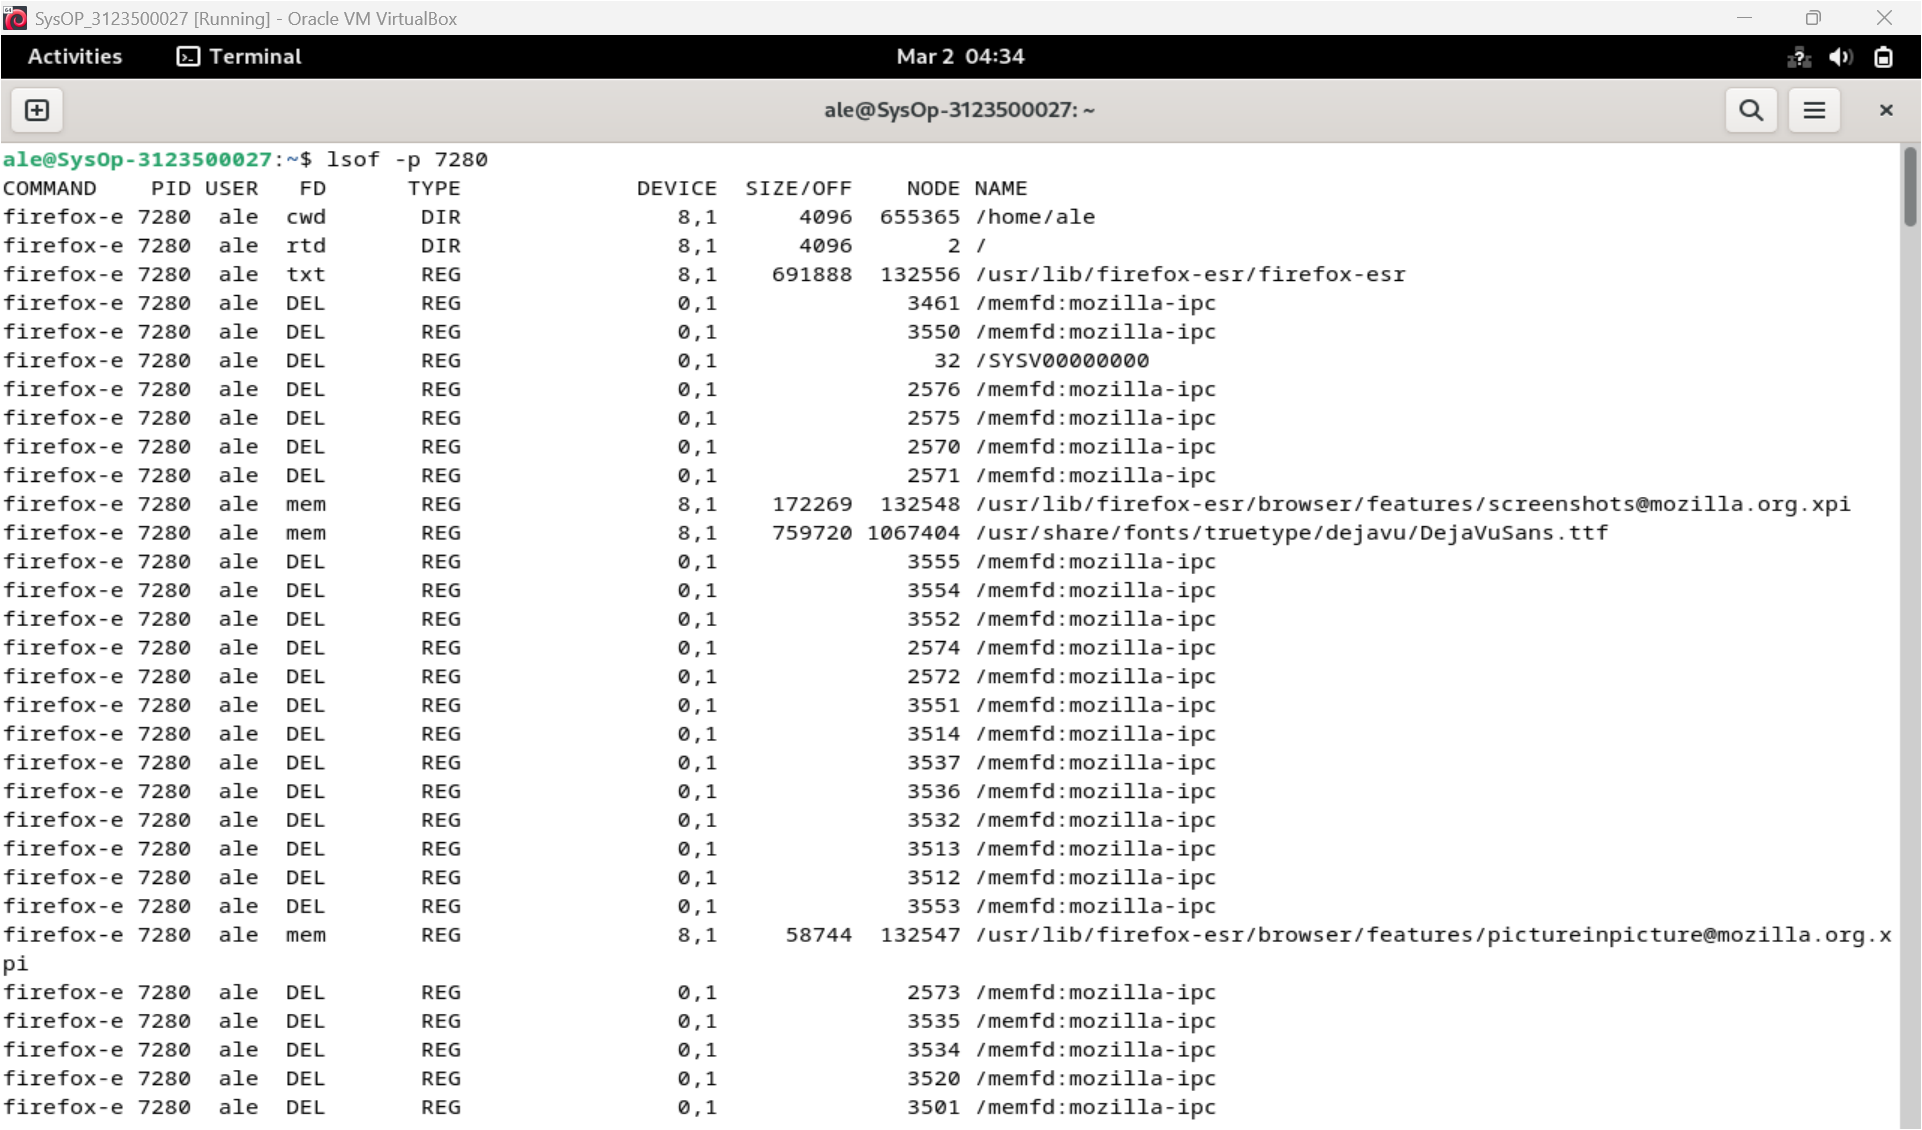 SysOP_3123500027 [Running] - Oracle VM VirtualBox
Activities Terminal Mar 2 04:34
ale@SysOp-3123500027: ~
ale@SysOp-3123500027:~$ lsof -p 7280
COMMAND PID USER FD TYPE DEVICE SIZE/OFF NODE NAME
firefox-e 7280 ale cwd DIR 8,1 4096 655365 /home/ale
firefox-e 7280 ale rtd DIR 8,1 4096 2 /
firefox-e 7280 ale txt REG 8,1 691888 132556 /usr/lib/firefox-esr/firefox-esr
firefox-e 7280 ale DEL REG 0,1 3461 /memfd:mozilla-ipc
firefox-e 7280 ale DEL REG 0,1 3550 /memfd:mozilla-ipc
firefox-e 7280 ale DEL REG 0,1 32 /SYSV00000000
firefox-e 7280 ale DEL REG 0,1 2576 /memfd:mozilla-ipc
firefox-e 7280 ale DEL REG 0,1 2575 /memfd:mozilla-ipc
firefox-e 7280 ale DEL REG 0,1 2570 /memfd:mozilla-ipc
firefox-e 7280 ale DEL REG 0,1 2571 /memfd:mozilla-ipc
firefox-e 7280 ale mem REG 8,1 172269 132548 /usr/lib/firefox-esr/browser/features/screenshots@mozilla.org.xpi
firefox-e 7280 ale mem REG 8,1 759720 1067404 /usr/share/fonts/truetype/dejavu/DejaVuSans.ttf
firefox-e 7280 ale DEL REG 0,1 3555 /memfd:mozilla-ipc
firefox-e 7280 ale DEL REG 0,1 3554 /memfd:mozilla-ipc
firefox-e 7280 ale DEL REG 0,1 3552 /memfd:mozilla-ipc
firefox-e 7280 ale DEL REG 0,1 2574 /memfd:mozilla-ipc
firefox-e 7280 ale DEL REG 0,1 2572 /memfd:mozilla-ipc
firefox-e 7280 ale DEL REG 0,1 3551 /memfd:mozilla-ipc
firefox-e 7280 ale DEL REG 0,1 3514 /memfd:mozilla-ipc
firefox-e 7280 ale DEL REG 0,1 3537 /memfd:mozilla-ipc
firefox-e 7280 ale DEL REG 0,1 3536 /memfd:mozilla-ipc
firefox-e 7280 ale DEL REG 0,1 3532 /memfd:mozilla-ipc
firefox-e 7280 ale DEL REG 0,1 3513 /memfd:mozilla-ipc
firefox-e 7280 ale DEL REG 0,1 3512 /memfd:mozilla-ipc
firefox-e 7280 ale DEL REG 0,1 3553 /memfd:mozilla-ipc
firefox-e 7280 ale mem REG 8,1 58744 132547 /usr/lib/firefox-esr/browser/features/pictureinpicture@mozilla.org.x
pi
firefox-e 7280 ale DEL REG 0,1 2573 /memfd:mozilla-ipc
firefox-e 7280 ale DEL REG 0,1 3535 /memfd:mozilla-ipc
firefox-e 7280 ale DEL REG 0,1 3534 /memfd:mozilla-ipc
firefox-e 7280 ale DEL REG 0,1 3520 /memfd:mozilla-ipc
firefox-e 7280 ale DEL REG 0,1 3501 /memfd:mozilla-ipc